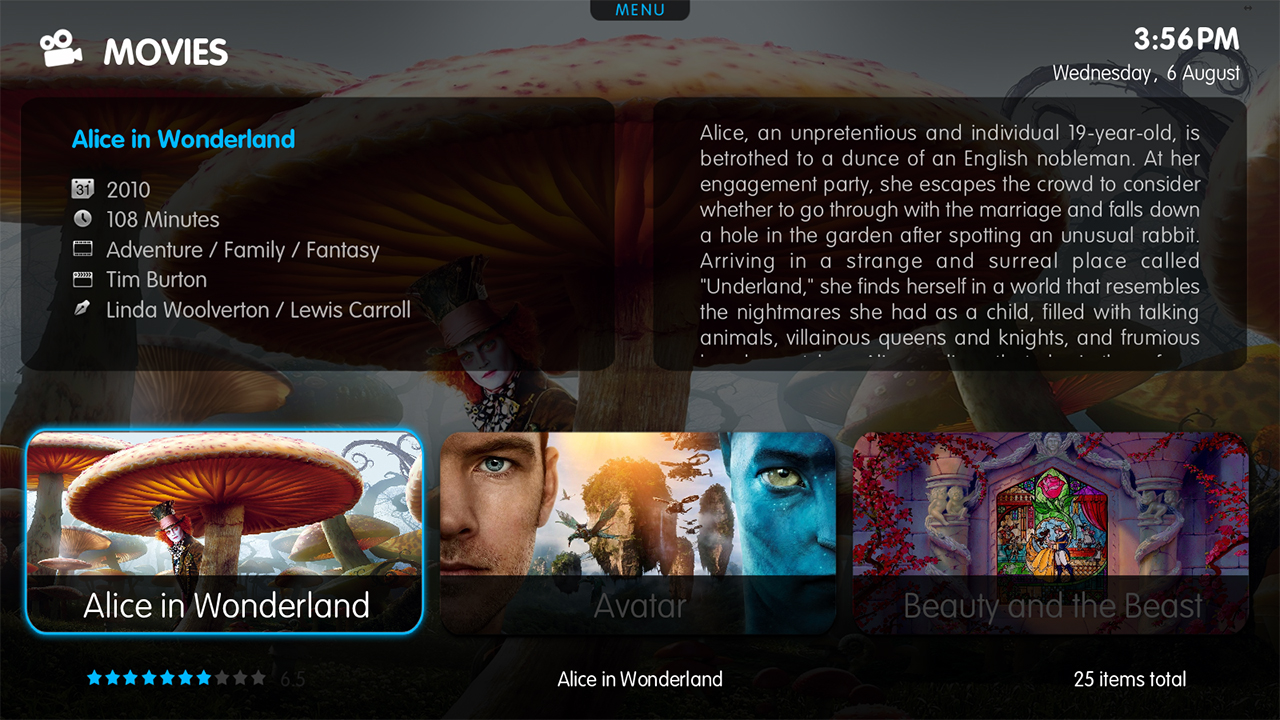 MENU
MOVIES
3:56PM
Wednesday, 6 August
Alice in Wonderland
31 2010
108 Minutes
Adventure / Family / Fantasy
Tim Burton
Linda Woolverton / Lewis Carroll
Alice, an unpretentious and individual 19-year-old, is
betrothed to a dunce of an English nobleman. At her
engagement party, she escapes the crowd to consider
whether to go through with the marriage and falls down
a hole in the garden after spotting an unusual rabbit.
Arriving in a strange and surreal place called
"Underland," she finds herself in a world that resembles
the nightmares she had as a child, filled with talking
animals, villainous queens and knights, and frumious
Alice in Wonderland
Avatar
Beauty and the Beast
6.5
Alice in Wonderland
25 items total